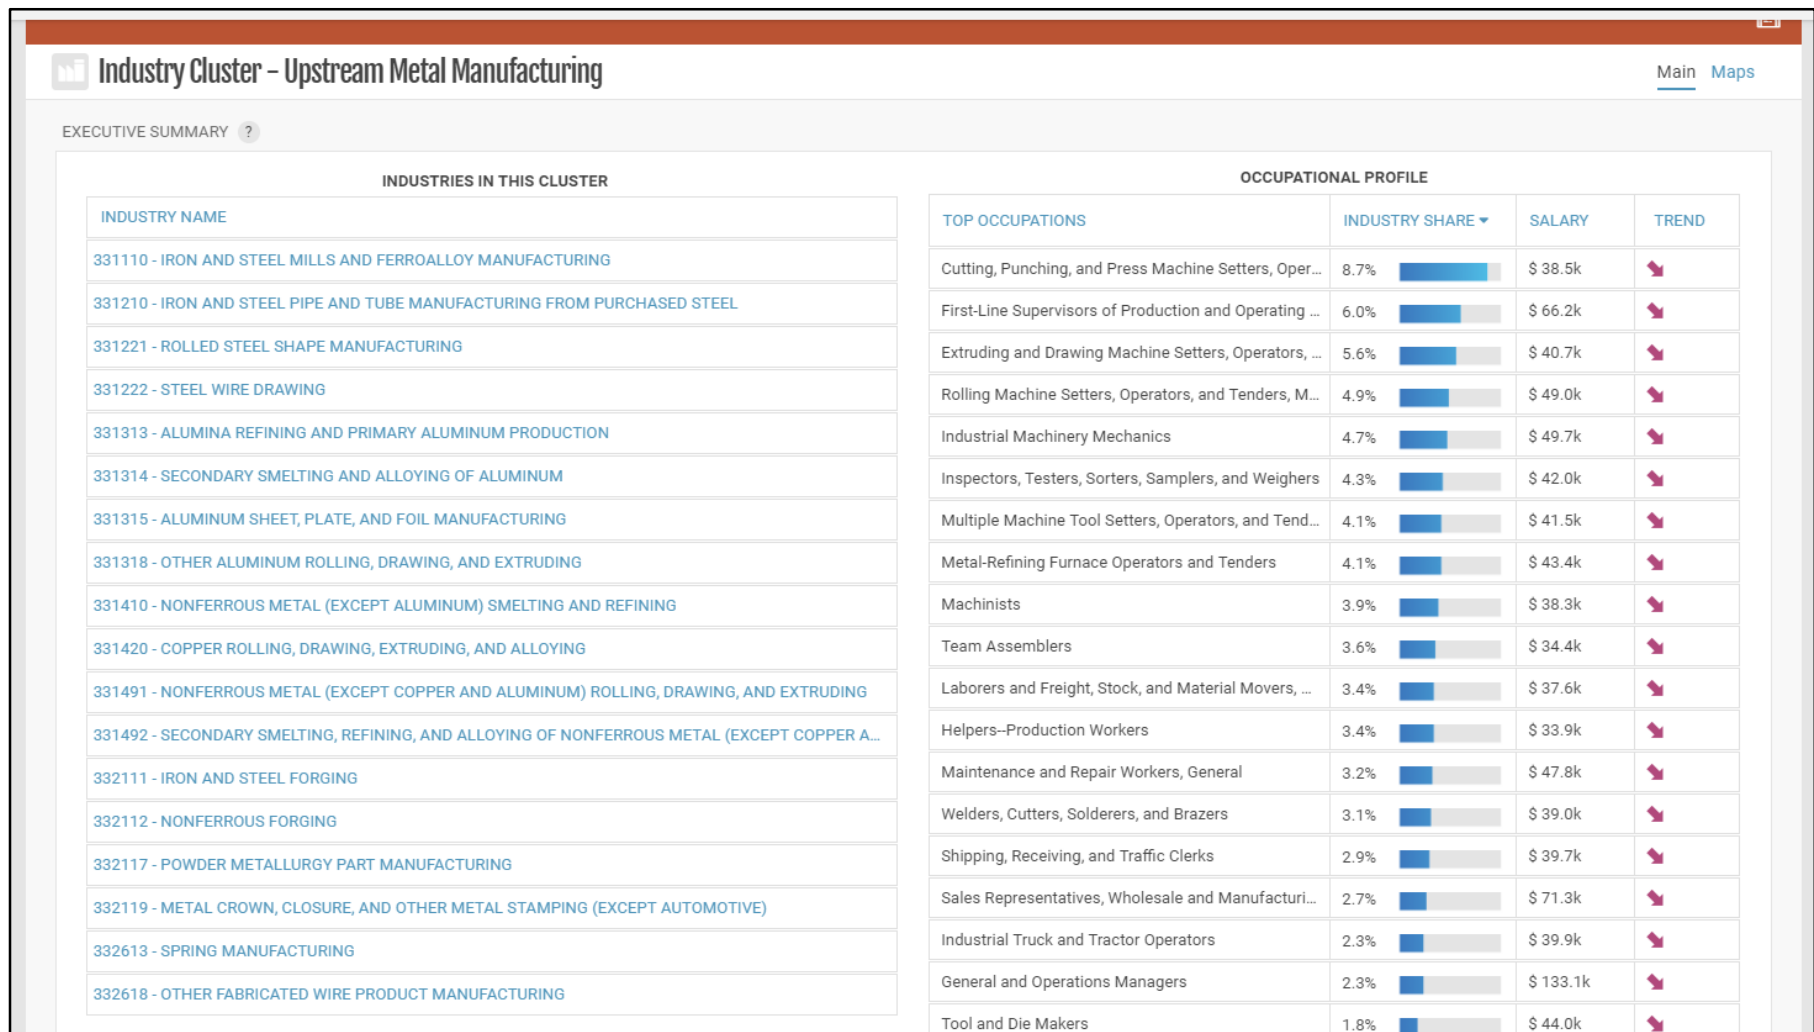 Industry Cluster – Upstream Metal Manufacturing
Main Maps
EXECUTIVE SUMMARY ?
INDUSTRIES IN THIS CLUSTER
INDUSTRY NAME
331110 - IRON AND STEEL MILLS AND FERROALLOY MANUFACTURING
331210 - IRON AND STEEL PIPE AND TUBE MANUFACTURING FROM PURCHASED STEEL
331221 - ROLLED STEEL SHAPE MANUFACTURING
331222 - STEEL WIRE DRAWING
331313 - ALUMINA REFINING AND PRIMARY ALUMINUM PRODUCTION
331314 - SECONDARY SMELTING AND ALLOYING OF ALUMINUM
331315 - ALUMINUM SHEET, PLATE, AND FOIL MANUFACTURING
331318 - OTHER ALUMINUM ROLLING, DRAWING, AND EXTRUDING
331410 - NONFERROUS METAL (EXCEPT ALUMINUM) SMELTING AND REFINING
331420 - COPPER ROLLING, DRAWING, EXTRUDING, AND ALLOYING
331491 - NONFERROUS METAL (EXCEPT COPPER AND ALUMINUM) ROLLING, DRAWING, AND EXTRUDING
331492 - SECONDARY SMELTING, REFINING, AND ALLOYING OF NONFERROUS METAL (EXCEPT COPPER A...
332111 - IRON AND STEEL FORGING
332112 - NONFERROUS FORGING
332117 - POWDER METALLURGY PART MANUFACTURING
332119 - METAL CROWN, CLOSURE, AND OTHER METAL STAMPING (EXCEPT AUTOMOTIVE)
332613 - SPRING MANUFACTURING
332618 - OTHER FABRICATED WIRE PRODUCT MANUFACTURING
OCCUPATIONAL PROFILE
TOP OCCUPATIONS INDUSTRY SHARE SALARY TREND
Cutting, Punching, and Press Machine Setters, Oper... 8.7% $ 38.5k
First-Line Supervisors of Production and Operating ... 6.0% $ 66.2k
Extruding and Drawing Machine Setters, Operators, ... 5.6% $ 40.7k
Rolling Machine Setters, Operators, and Tenders, M... 4.9% $ 49.0k
Industrial Machinery Mechanics 4.7% $ 49.7k
Inspectors, Testers, Sorters, Samplers, and Weighers 4.3% $ 42.0k
Multiple Machine Tool Setters, Operators, and Tend... 4.1% $ 41.5k
Metal-Refining Furnace Operators and Tenders 4.1% $ 43.4k
Machinists 3.9% $ 38.3k
Team Assemblers 3.6% $ 34.4k
Laborers and Freight, Stock, and Material Movers, ... 3.4% $ 37.6k
Helpers--Production Workers 3.4% $ 33.9k
Maintenance and Repair Workers, General 3.2% $ 47.8k
Welders, Cutters, Solderers, and Brazers 3.1% $ 39.0k
Shipping, Receiving, and Traffic Clerks 2.9% $ 39.7k
Sales Representatives, Wholesale and Manufacturi... 2.7% $ 71.3k
Industrial Truck and Tractor Operators 2.3% $ 39.9k
General and Operations Managers 2.3% $ 133.1k
Tool and Die Makers 1.8% $ 44.0k